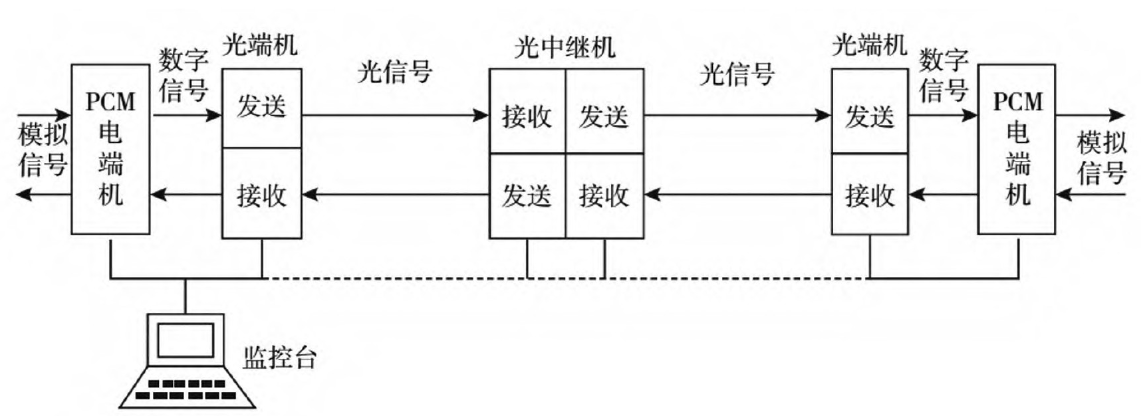 光端机
光中继机
光端机
数字
信号
光信号
光信号
数字
信号
PCM
电
端
机
发送
接收
发送
发送
PCM
电
端
机
模拟
信号
模拟
信号
接收
发送
接收
接收
监控台